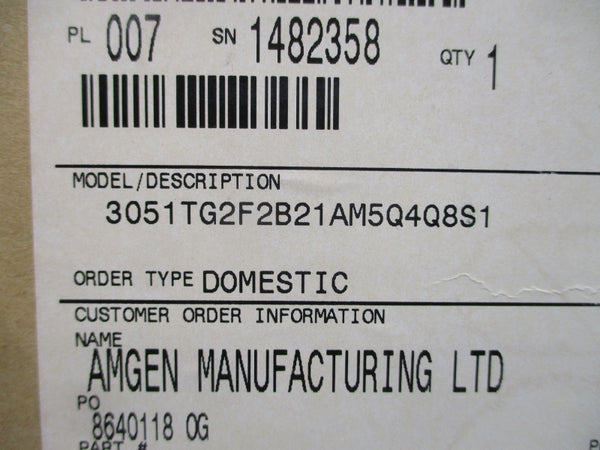 PL 007 SN 1482358 QTY 1
MODEL/DESCRIPTION
3051TG2F2B21AM5Q4Q8S1
ORDER TYPE DOMESTIC
CUSTOMER ORDER INFORMATION
NAME
AMGEN MANUFACTURING LTD
PO
8640118 OG
PART #